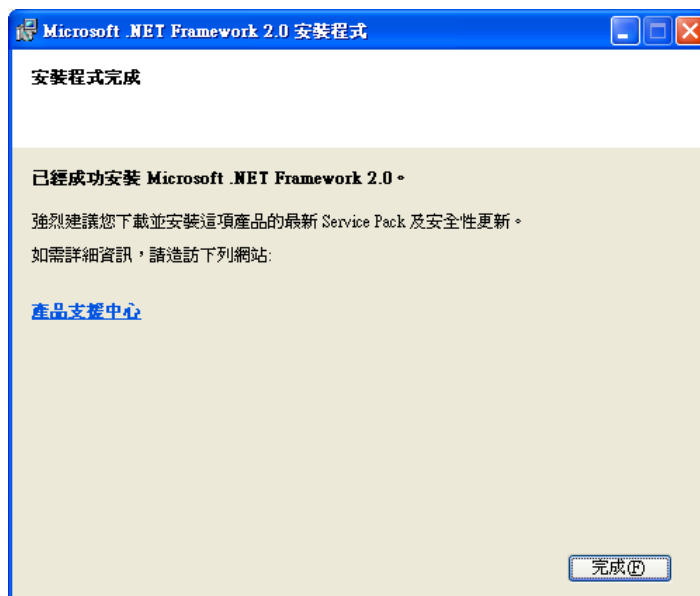 Microsoft .NET Framework 2.0 安裝程式
安裝程式完成
已經成功安裝 Microsoft .NET Framework 2.0。
強烈建議您下載並安裝這項產品的最新 Service Pack 及安全性更新。
如需詳細資訊，請造訪下列網站:
產品支援中心
完成(F)